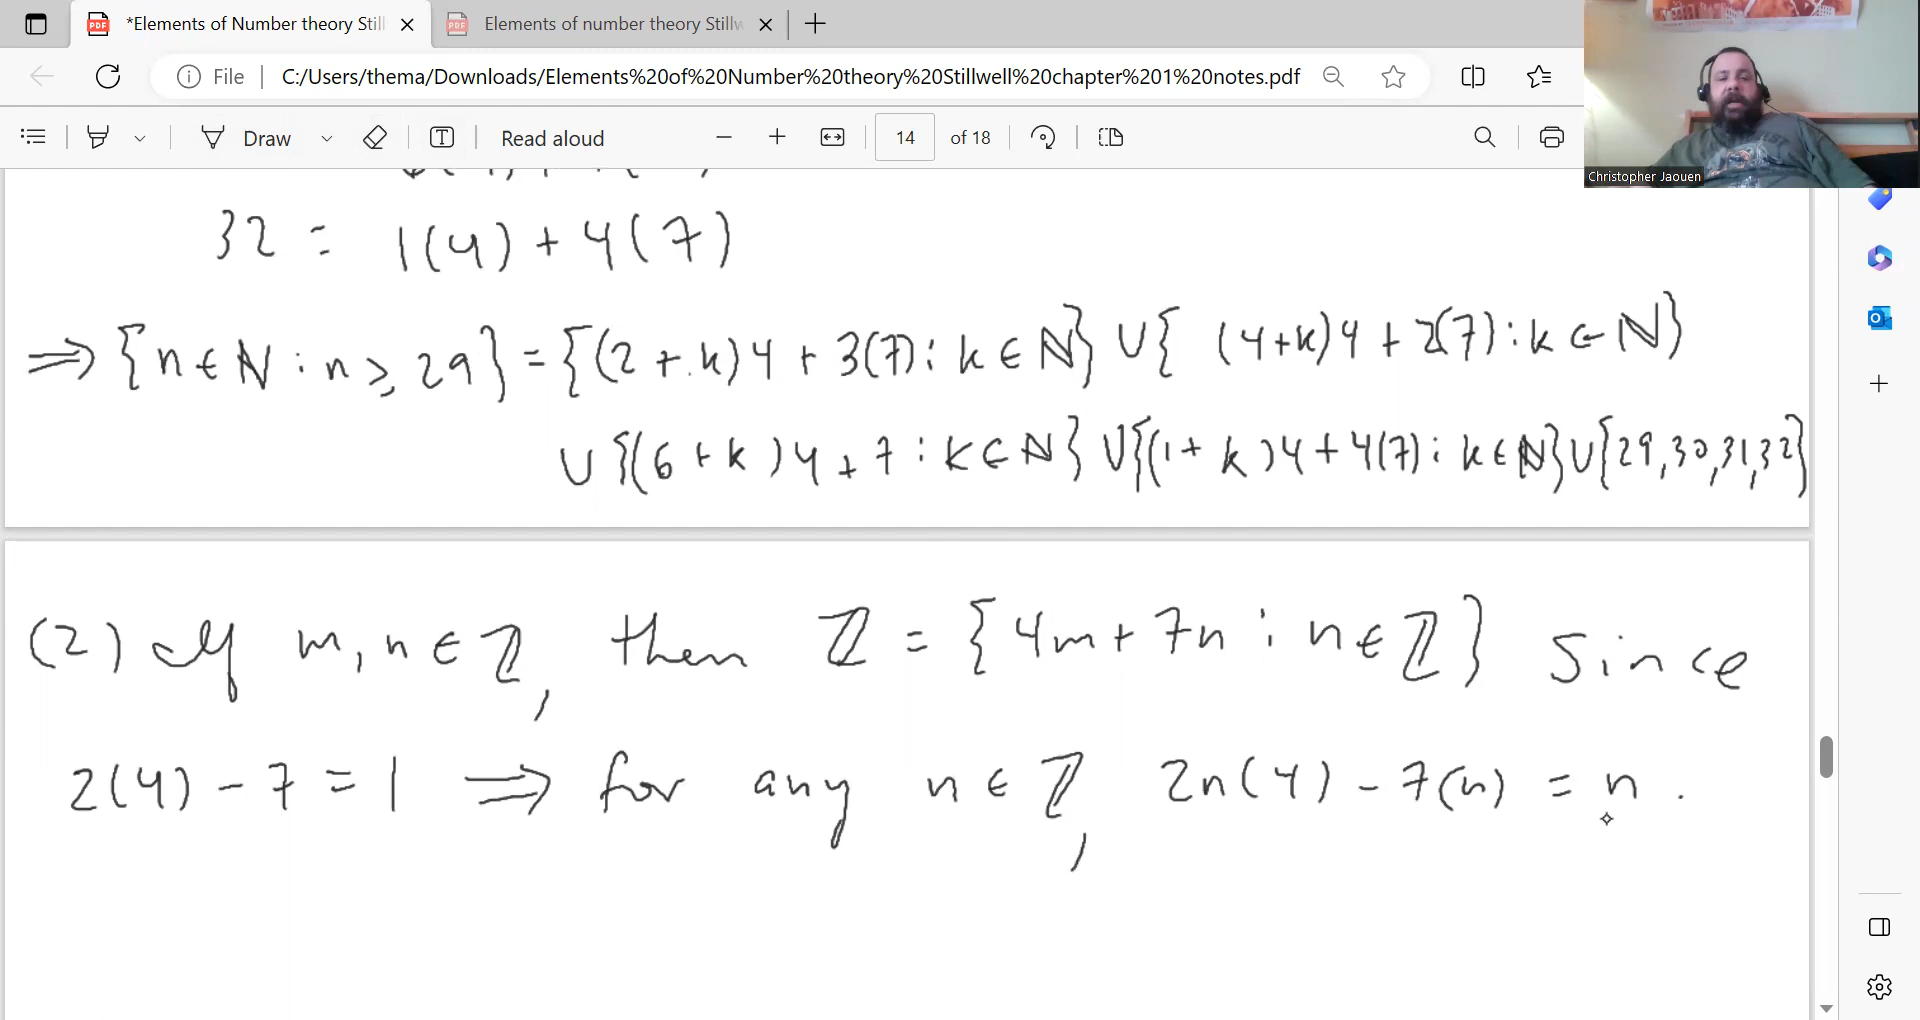 *Elements of Number theory Still
Elements of number theory Stillw
File
C:/Users/thema/Downloads/Elements%20of%20Number%20theory%20Stillwell%20chapter%201%20notes.pdf
Draw
Read aloud
14 of 18
Christopher Jaouen
32 = 1(4) + 4(7)
⇒ {n ∈ ℕ : n ≥ 29} = {(2 + k)4 + 3(7) : k ∈ ℕ} ∪ { (4+k)4 + 2(7) : k ∈ ℕ}
∪ {(6 + k)4 + 7 : k ∈ ℕ} ∪ {(1 + k)4 + 4(7) : k ∈ ℕ} ∪ {29,30,31,32}
(2) If m, n ∈ ℤ, then ℤ = {4m + 7n : n ∈ ℤ} Since
2(4) - 7 = 1 ⇒ for any n ∈ ℤ, 2n(4) - 7(n) = n.